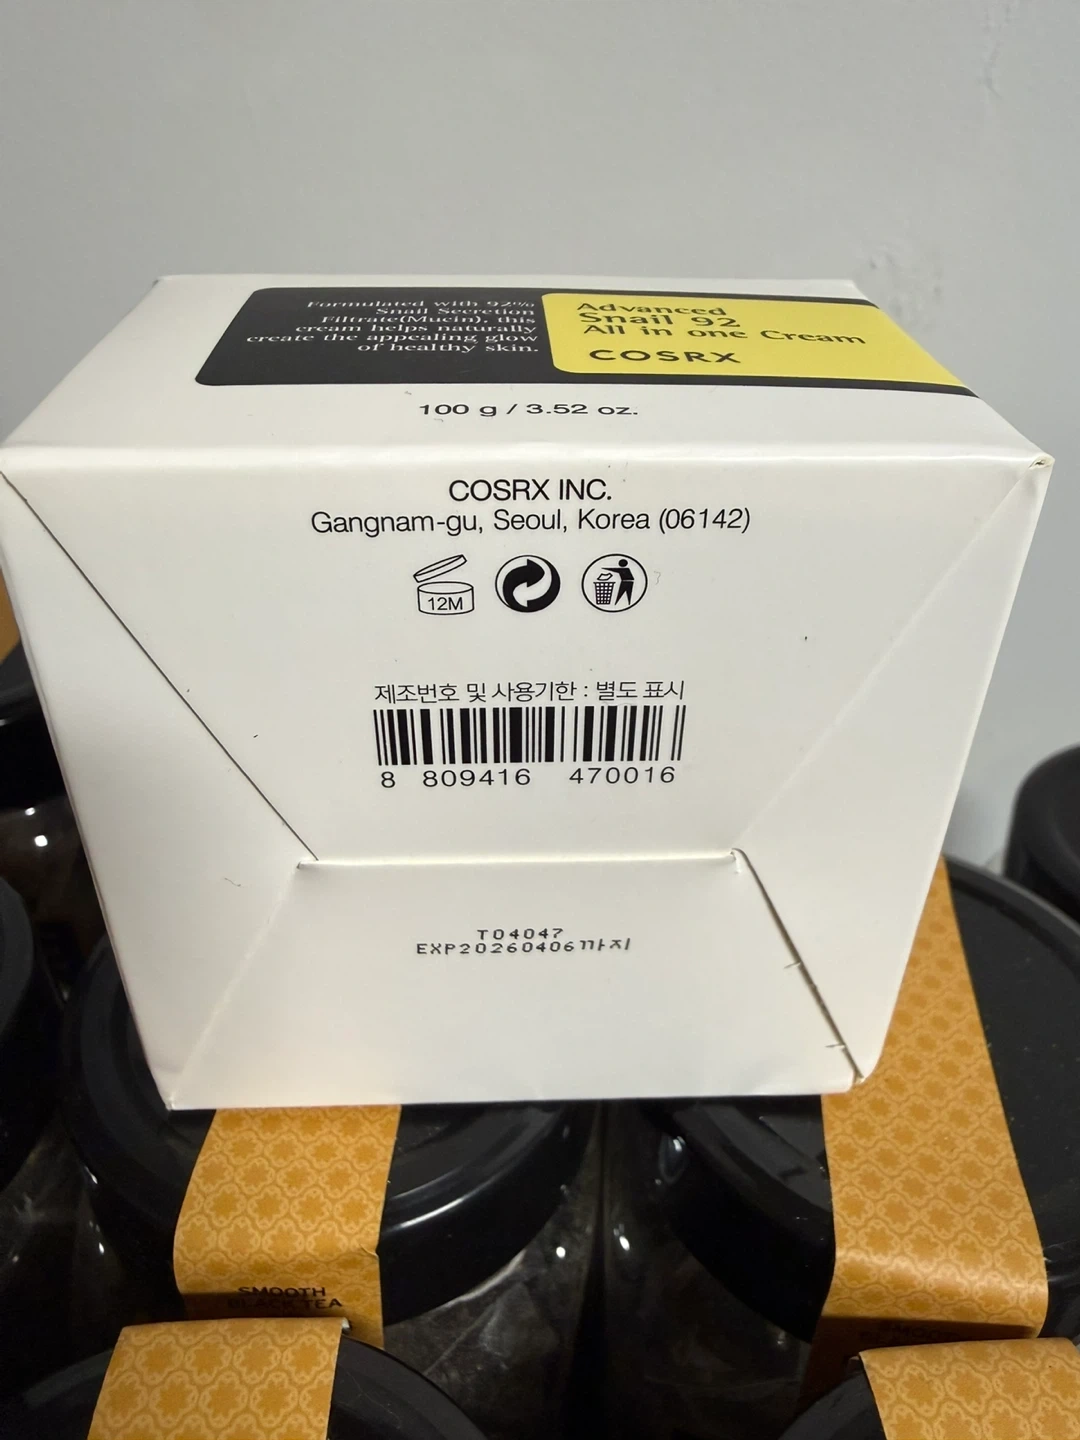 Formulated with 92%
Snail Secretion
Filtrate(Mucin), this
cream helps naturally
create the appealing glow
of healthy skin.
Advanced
Snail 92
All in one Cream
COSRX
100 g / 3.52 oz.
COSRX INC.
Gangnam-gu, Seoul, Korea (06142)
12M
제조번호 및 사용기한 : 별도 표시
8 809416 470016
T04047
EXP20260406까지
SMOOTH
BLACK TEA
SMOOTH